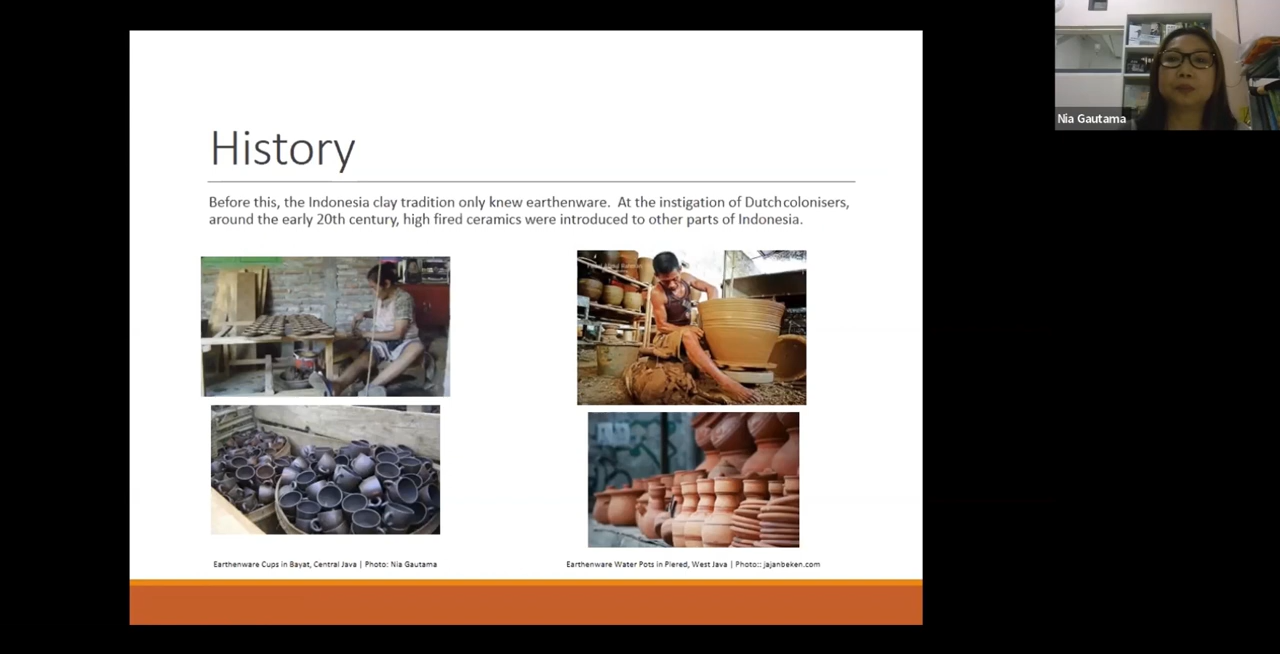 History
Before this, the Indonesia clay tradition only knew earthenware.  At the instigation of Dutch colonisers,
around the early 20th century, high fired ceramics were introduced to other parts of Indonesia.
Earthenware Cups in Bayat, Central Java | Photo: Nia Gautama
Earthenware Water Pots in Plered, West Java | Photo:: jajanbeken.com
Nia Gautama